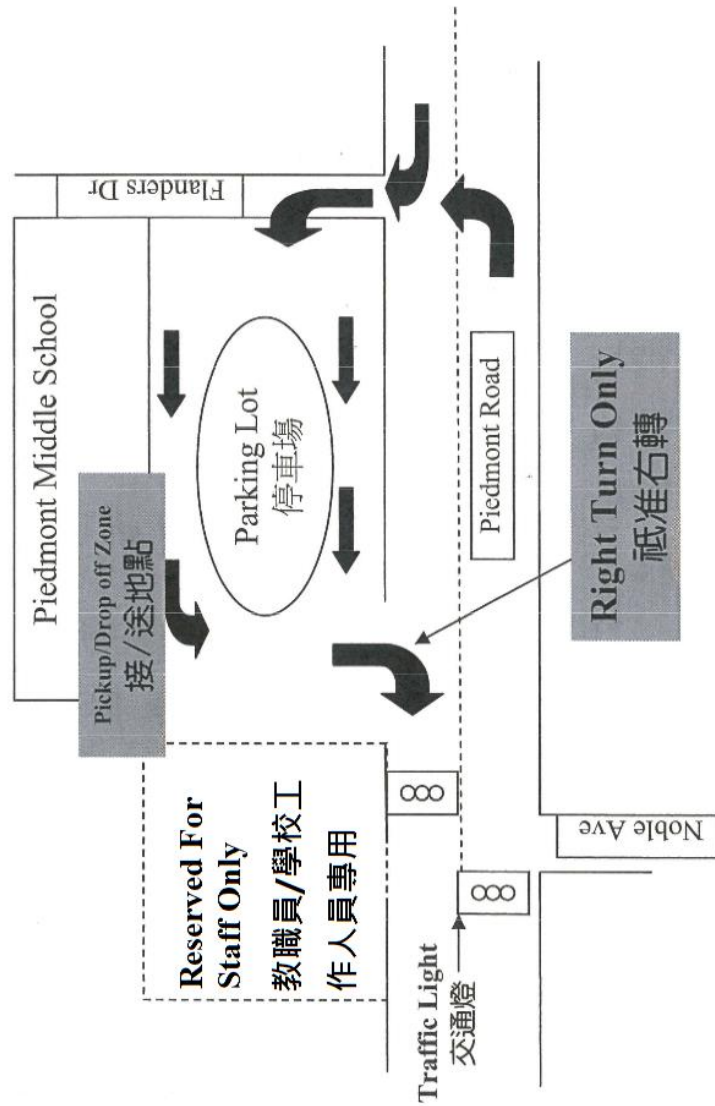 Piedmont Middle School
Flanders Dr
Pickup/Drop off Zone
接/送地點
Parking Lot
停車塲
Reserved For
Staff Only
教職員/學校工
作人員專用
Piedmont Road
Traffic Light
交通燈
Right Turn Only
祗准右轉
Noble Ave